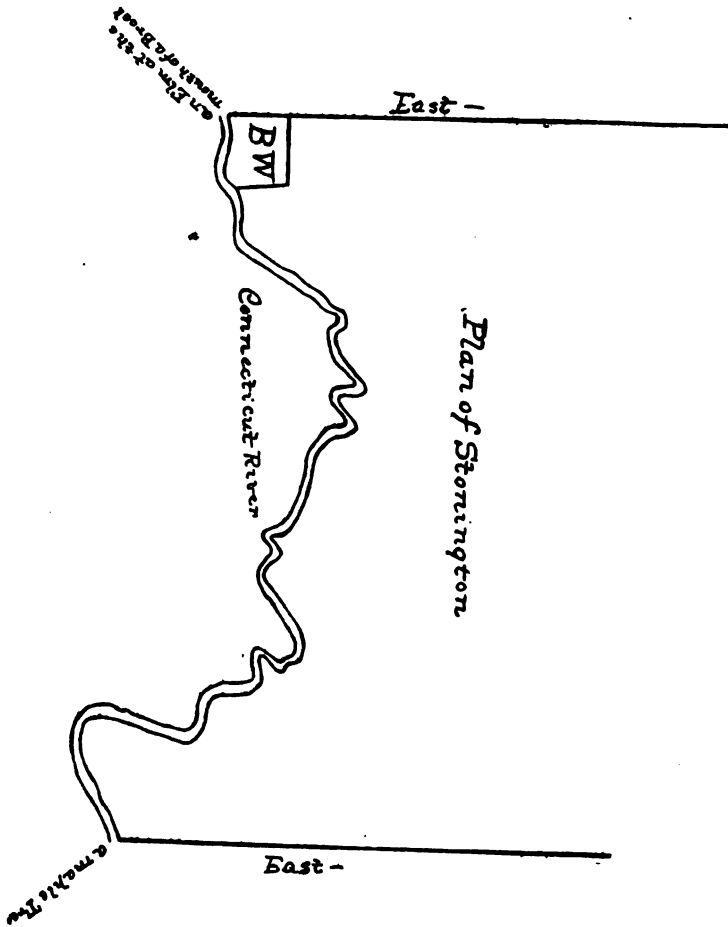 an Elm at the
mouth of a Brook
East -
BW
Connecticut River
Plan of Stonington
East -
a maple Tree